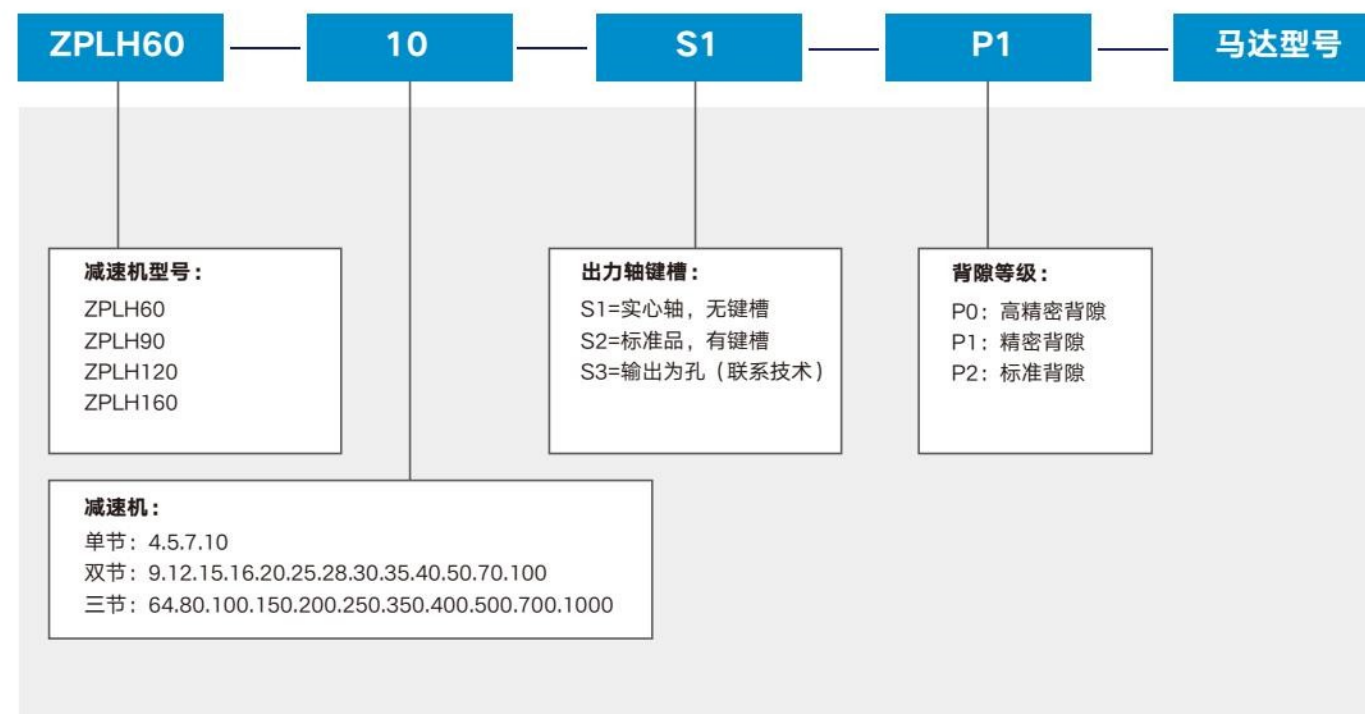 ZPLH60 10 S1 P1 马达型号
减速机型号：
ZPLH60
ZPLH90
ZPLH120
ZPLH160
出力轴键槽：
S1=实心轴，无键槽
S2=标准品，有键槽
S3=输出为孔（联系技术）
背隙等级：
P0：高精密背隙
P1：精密背隙
P2：标准背隙
减速机：
单节：4.5.7.10
双节：9.12.15.16.20.25.28.30.35.40.50.70.100
三节：64.80.100.150.200.250.350.400.500.700.1000